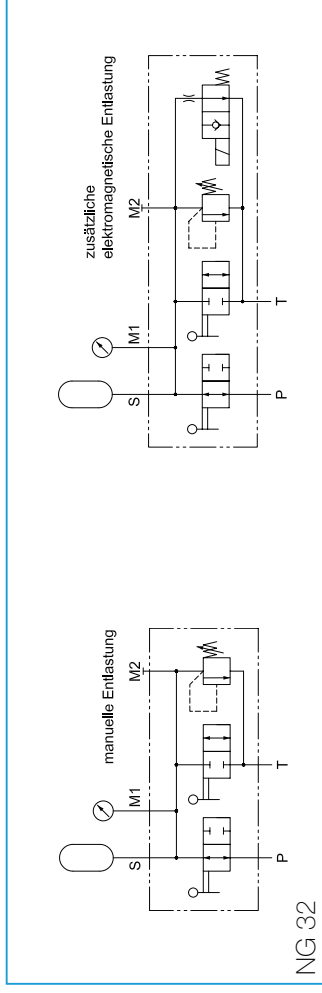 NG 32
manuelle Entlastung
S
M1
M2
P
T
zusätzliche
elektromagnetische Entlastung
S
M1
M2
P
T